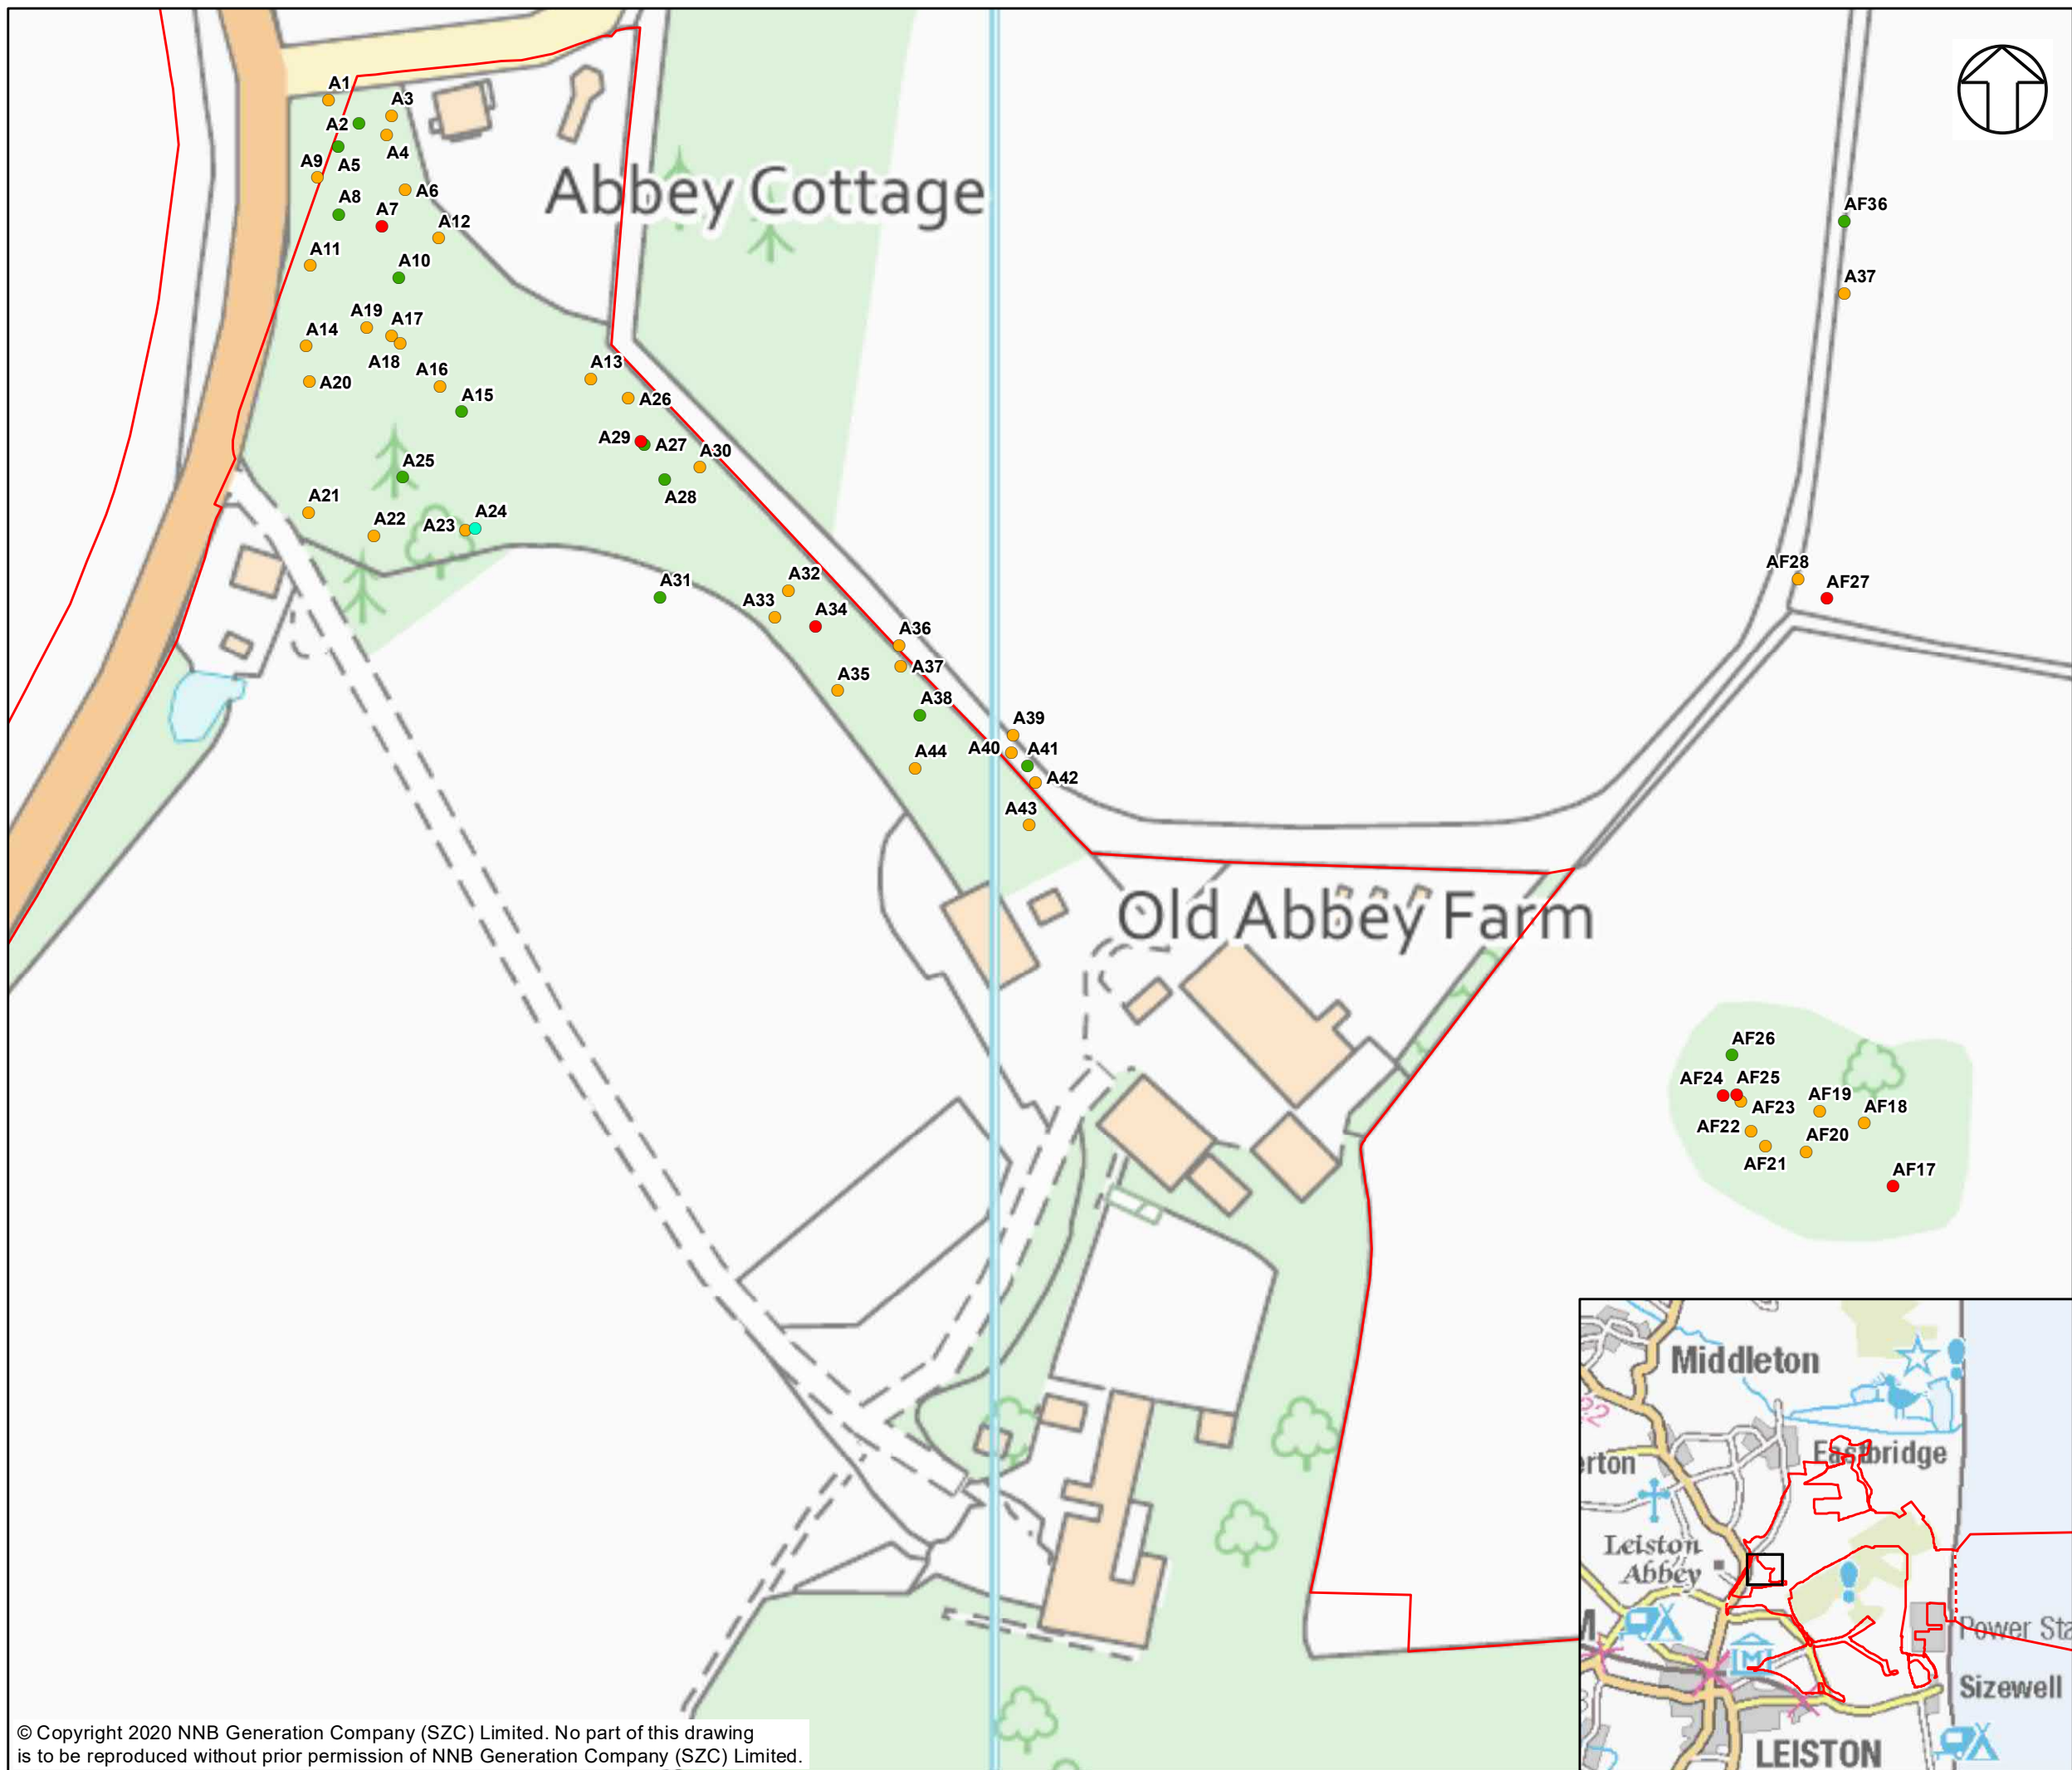 A1
A3
A2
A4
A9
A5
A6
A8
A7
A12
A11
A10
A19
A17
A14
A18
A13
A20
A16
A26
A15
A29
A27
A30
A25
A28
A21
A22
A23
A24
Abbey Cottage
AF36
A37
AF28
AF27
A31
A32
A33
A34
A36
A37
A35
A38
A39
A40
A41
A44
A42
A43
Old Abbey Farm
AF26
AF24
AF25
AF19
AF23
AF18
AF22
AF20
AF21
AF17
Middleton
Eastbridge
erton
Leiston
Abbey
Power Sta
Sizewell
LEISTON
© Copyright 2020 NNB Generation Company (SZC) Limited. No part of this drawing
is to be reproduced without prior permission of NNB Generation Company (SZC) Limited.